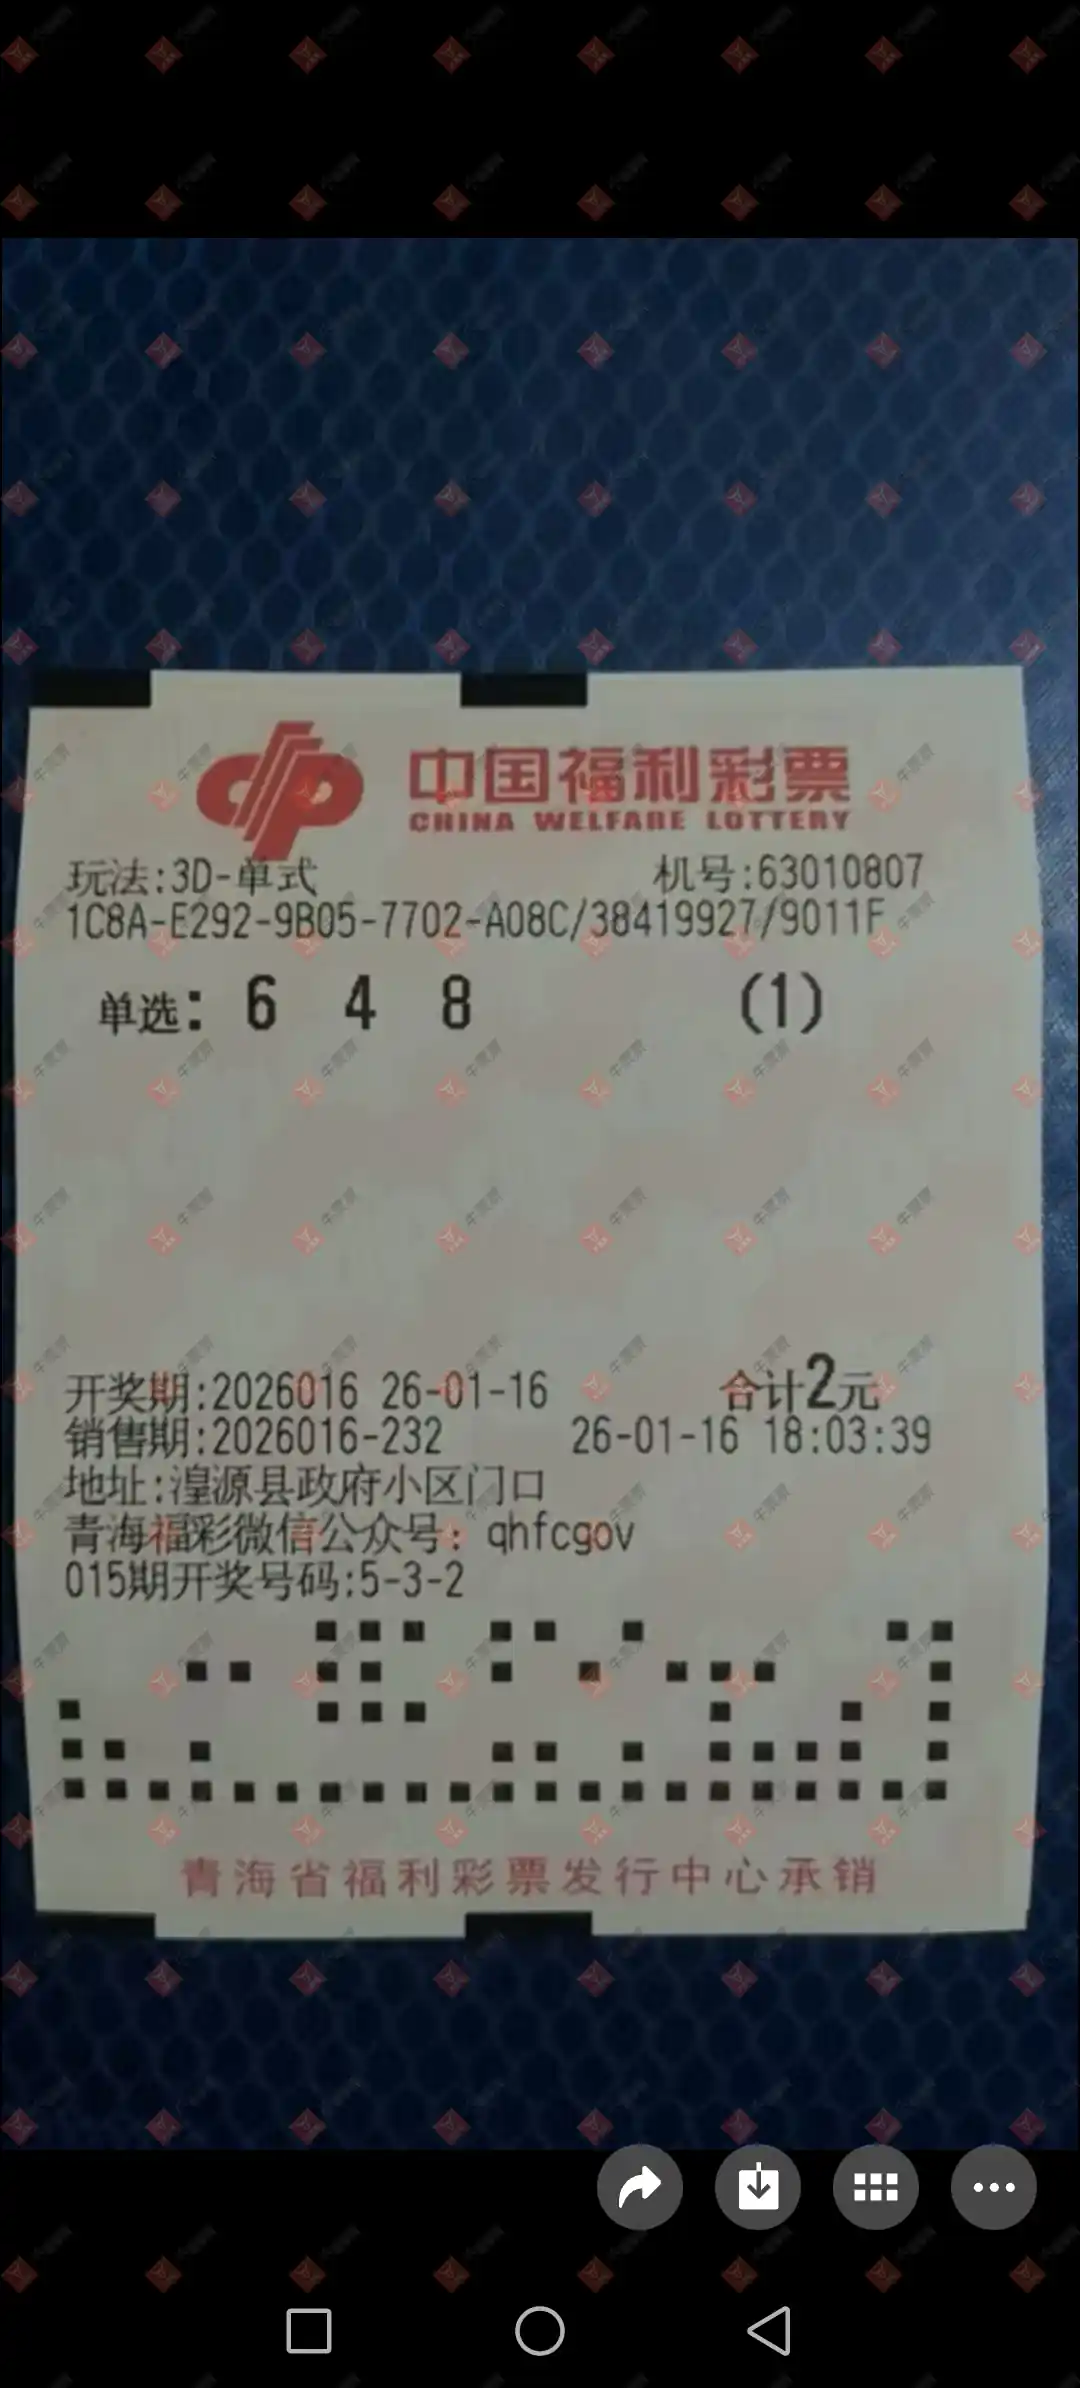 中国福利彩票
CHINA WELFARE LOTTERY
玩法:3D-单式 机号:63010807
1C8A-E292-9B05-7702-A08C/38419927/9011F
单选: 6 4 8 (1)
开奖期:2026016 26-01-16 合计2元
销售期:2026016-232 26-01-16 18:03:39
地址:湟源县政府小区门口
青海福彩微信公众号: qhfcgov
015期开奖号码:5-3-2
青海省福利彩票发行中心承销